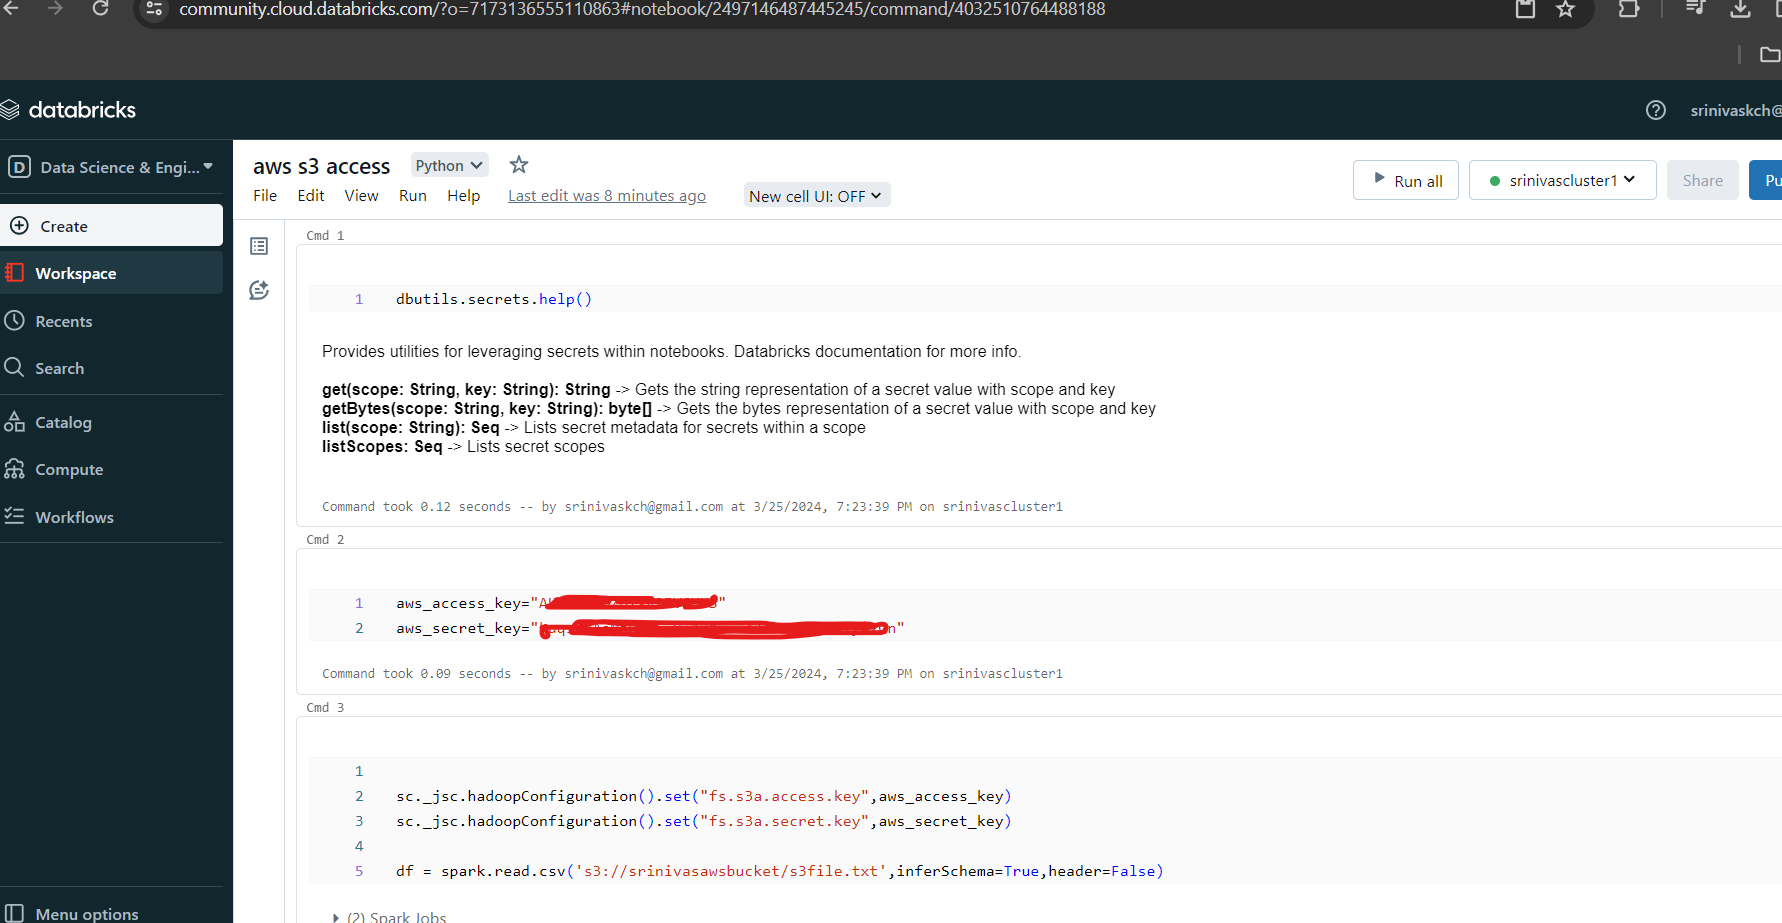 community.cloud.databricks.com/?o=7173136555110863#notebook/2497146487445245/command/4032510764488188
databricks
srinivaskch@
D Data Science & Engi...
Create
Workspace
Recents
Search
Catalog
Compute
Workflows
Menu options
aws s3 access Python
File Edit View Run Help Last edit was 8 minutes ago New cell UI: OFF
Run all srinivascluster1 Share Pu
Cmd 1
1 dbutils.secrets.help()
Provides utilities for leveraging secrets within notebooks. Databricks documentation for more info.
get(scope: String, key: String): String -> Gets the string representation of a secret value with scope and key
getBytes(scope: String, key: String): byte[] -> Gets the bytes representation of a secret value with scope and key
list(scope: String): Seq -> Lists secret metadata for secrets within a scope
listScopes: Seq -> Lists secret scopes
Command took 0.12 seconds -- by srinivaskch@gmail.com at 3/25/2024, 7:23:39 PM on srinivascluster1
Cmd 2
1 aws_access_key="
2 aws_secret_key="
Command took 0.09 seconds -- by srinivaskch@gmail.com at 3/25/2024, 7:23:39 PM on srinivascluster1
Cmd 3
1
2 sc._jsc.hadoopConfiguration().set("fs.s3a.access.key",aws_access_key)
3 sc._jsc.hadoopConfiguration().set("fs.s3a.secret.key",aws_secret_key)
4
5 df = spark.read.csv('s3://srinivasawsbucket/s3file.txt',inferSchema=True,header=False)
(2) Spark Jobs